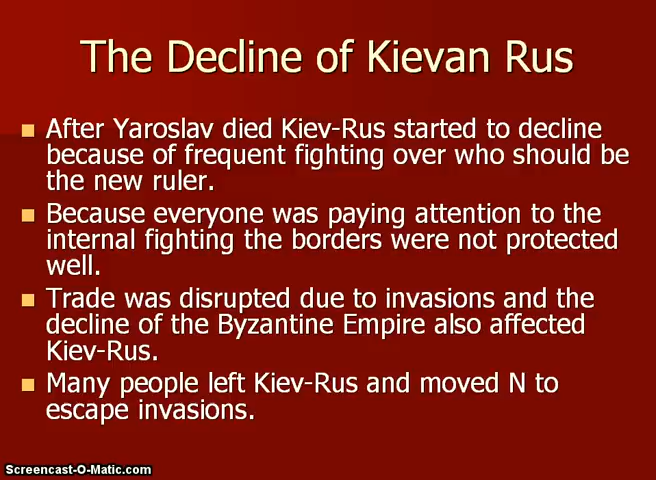 The Decline of Kievan Rus
After Yaroslav died Kiev-Rus started to decline
because of frequent fighting over who should be
the new ruler.
Because everyone was paying attention to the
internal fighting the borders were not protected
well.
Trade was disrupted due to invasions and the
decline of the Byzantine Empire also affected
Kiev-Rus.
Many people left Kiev-Rus and moved N to
escape invasions.
Screencast-O-Matic.com